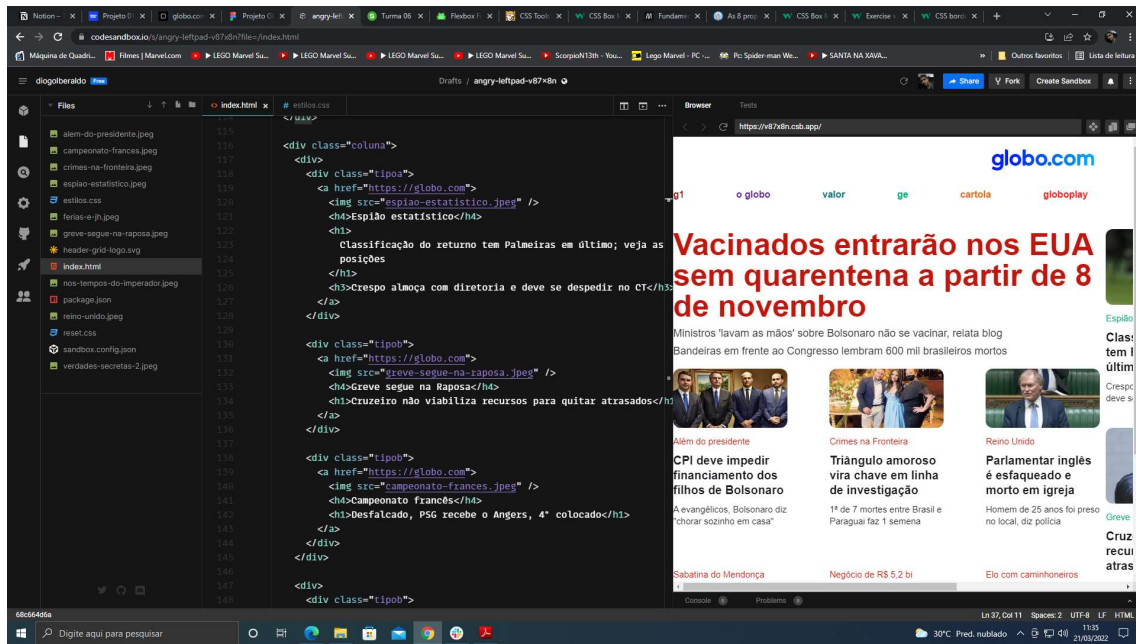 Notion – 
Projeto 01
globo.com
Projeto G
angry-left
Turma 06
Flexbox F
CSS Tool
CSS Box
Fundamer
As 8 prop
CSS Box
Exercise
CSS bord
codesandbox.io/s/angry-leftpad-v87x8n?file=/index.html
Máquina de Quadri...
Filmes | Marvel.com
▶ LEGO Marvel Su...
▶ LEGO Marvel Su...
▶ LEGO Marvel Su...
▶ LEGO Marvel Su...
ScorpioN13th - You...
Lego Marvel - PC -...
Pc Spider-man We...
▶ SANTA NA XAVA...
»
Outros favoritos
Lista de leitura
diogolberaldo Free
Drafts / angry-leftpad-v87x8n
Share
Fork
Create Sandbox
Files
alem-do-presidente.jpeg
campeonato-frances.jpeg
crimes-na-fronteira.jpeg
espiao-estatistico.jpeg
estilos.css
ferias-e-jh.jpeg
greve-segue-na-raposa.jpeg
header-grid-logo.svg
index.html
nos-tempos-do-imperador.jpeg
package.json
reino-unido.jpeg
reset.css
sandbox.config.json
verdades-secretas-2.jpeg
index.html x
# estilos.css
114 </div>
115
116 <div class="coluna">
117 <div>
118 <div class="tipoa">
119 <a href="https://globo.com">
120 <img src="espiao-estatistico.jpeg" />
121 <h4>Espião estatístico</h4>
122 <h1>
123 Classificação do returno tem Palmeiras em último; veja as
124 posições
125 </h1>
126 <h3>Crespo almoça com diretoria e deve se despedir no CT</h3>
127 </a>
128 </div>
129
130 <div class="tipob">
131 <a href="https://globo.com">
132 <img src="greve-segue-na-raposa.jpeg" />
133 <h4>Greve segue na Raposa</h4>
134 <h1>Cruzeiro não viabiliza recursos para quitar atrasados</h1
135 </a>
136 </div>
137
138 <div class="tipob">
139 <a href="https://globo.com">
140 <img src="campeonato-frances.jpeg" />
141 <h4>Campeonato francês</h4>
142 <h1>Desfalcado, PSG recebe o Angers, 4° colocado</h1>
143 </a>
144 </div>
145 </div>
146
147 <div>
148 <div class="tipob">
Browser
Tests
https://v87x8n.csb.app/
globo.com
g1
o globo
valor
ge
cartola
globoplay
Vacinados entrarão nos EUA
sem quarentena a partir de 8
de novembro
Ministros 'lavam as mãos' sobre Bolsonaro não se vacinar, relata blog
Bandeiras em frente ao Congresso lembram 600 mil brasileiros mortos
Além do presidente
CPI deve impedir
financiamento dos
filhos de Bolsonaro
A evangélicos, Bolsonaro diz
"chorar sozinho em casa"
Crimes na Fronteira
Triângulo amoroso
vira chave em linha
de investigação
1ª de 7 mortes entre Brasil e
Paraguai faz 1 semena
Reino Unido
Parlamentar inglês
é esfaqueado e
morto em igreja
Homem de 25 anos foi preso
no local, diz polícia
Espião
Class
tem
últim
Crespo
deve s
Greve
Cruz
recu
atras
Sabatina do Mendonça
Negócio de R$ 5,2 bi
Elo com caminhoneiros
Console 0
Problems 0
68c664d6a
Ln 37, Col 11 Spaces: 2 UTF-8 LF HTML
Digite aqui para pesquisar
30°C Pred. nublado
11:35
21/03/2022